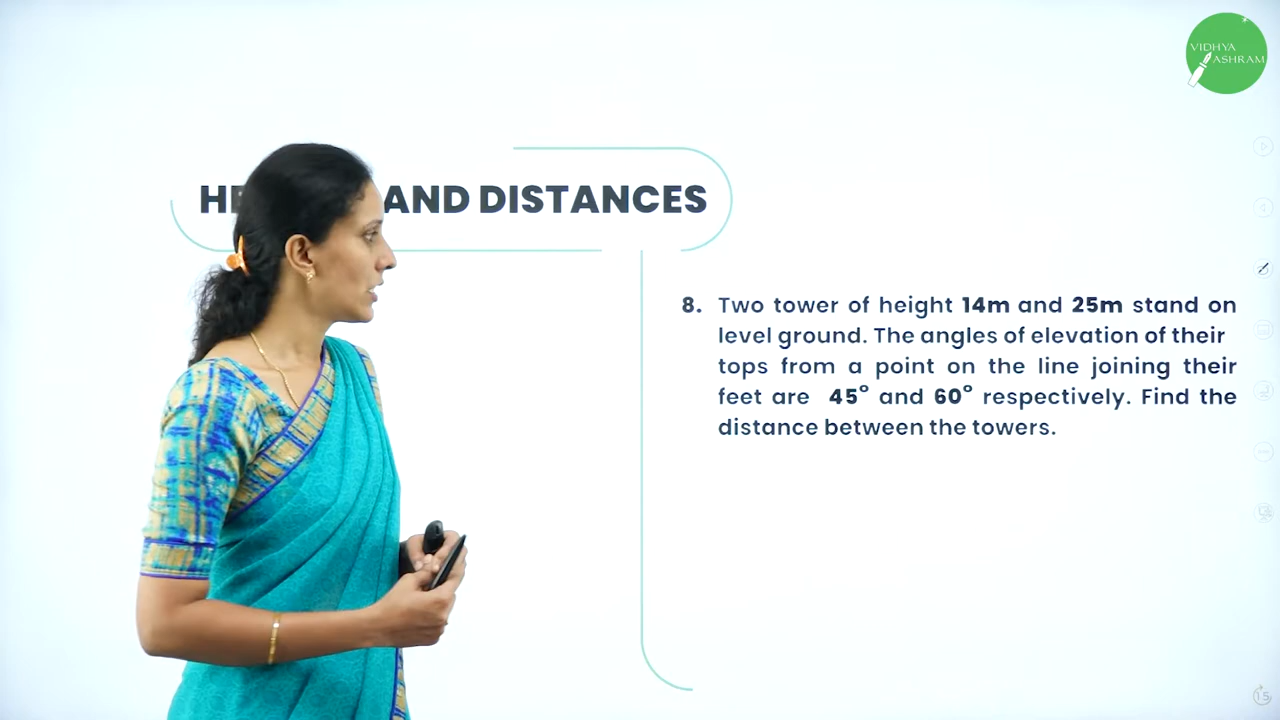 VIDHYA
ASHRAM
AND DISTANCES
8. Two tower of height 14m and 25m stand on
level ground. The angles of elevation of their
tops from a point on the line joining their
feet are 45° and 60° respectively. Find the
distance between the towers.
15